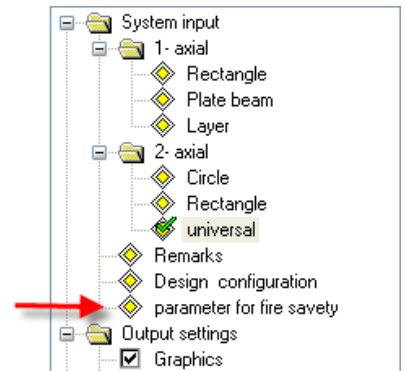 System input
1- axial
Rectangle
Plate beam
Layer
2- axial
Circle
Rectangle
universal
Remarks
Design configuration
parameter for fire savety
Output settings
Graphics